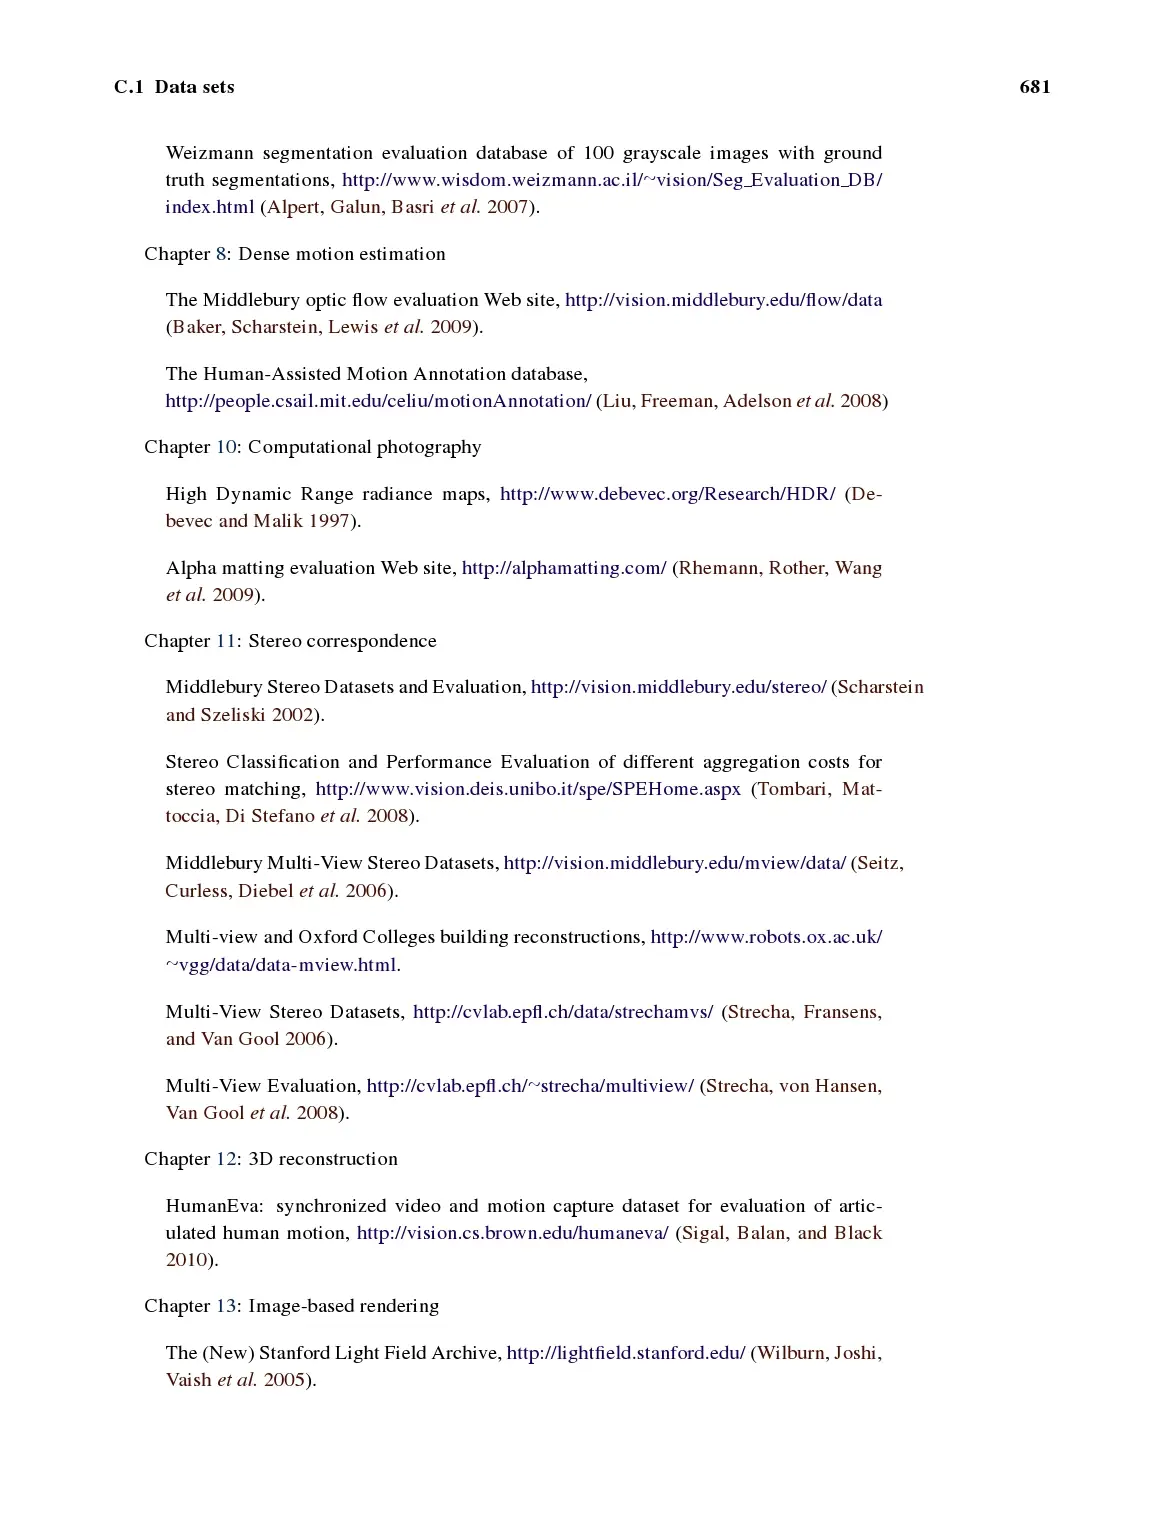 C.1 Data sets 681
Weizmann segmentation evaluation database of 100 grayscale images with ground
truth segmentations, http://www.wisdom.weizmann.ac.il/~vision/Seg_Evaluation_DB/
index.html (Alpert, Galun, Basri et al. 2007).
Chapter 8: Dense motion estimation
The Middlebury optic flow evaluation Web site, http://vision.middlebury.edu/flow/data
(Baker, Scharstein, Lewis et al. 2009).
The Human-Assisted Motion Annotation database,
http://people.csail.mit.edu/celiu/motionAnnotation/ (Liu, Freeman, Adelson et al. 2008)
Chapter 10: Computational photography
High Dynamic Range radiance maps, http://www.debevec.org/Research/HDR/ (De-
bevec and Malik 1997).
Alpha matting evaluation Web site, http://alphamatting.com/ (Rhemann, Rother, Wang
et al. 2009).
Chapter 11: Stereo correspondence
Middlebury Stereo Datasets and Evaluation, http://vision.middlebury.edu/stereo/ (Scharstein
and Szeliski 2002).
Stereo Classification and Performance Evaluation of different aggregation costs for
stereo matching, http://www.vision.deis.unibo.it/spe/SPEHome.aspx (Tombari, Mat-
toccia, Di Stefano et al. 2008).
Middlebury Multi-View Stereo Datasets, http://vision.middlebury.edu/mview/data/ (Seitz,
Curless, Diebel et al. 2006).
Multi-view and Oxford Colleges building reconstructions, http://www.robots.ox.ac.uk/
~vgg/data/data-mview.html.
Multi-View Stereo Datasets, http://cvlab.epfl.ch/data/strechamvs/ (Strecha, Fransens,
and Van Gool 2006).
Multi-View Evaluation, http://cvlab.epfl.ch/~strecha/multiview/ (Strecha, von Hansen,
Van Gool et al. 2008).
Chapter 12: 3D reconstruction
HumanEva: synchronized video and motion capture dataset for evaluation of artic-
ulated human motion, http://vision.cs.brown.edu/humaneva/ (Sigal, Balan, and Black
2010).
Chapter 13: Image-based rendering
The (New) Stanford Light Field Archive, http://lightfield.stanford.edu/ (Wilburn, Joshi,
Vaish et al. 2005).